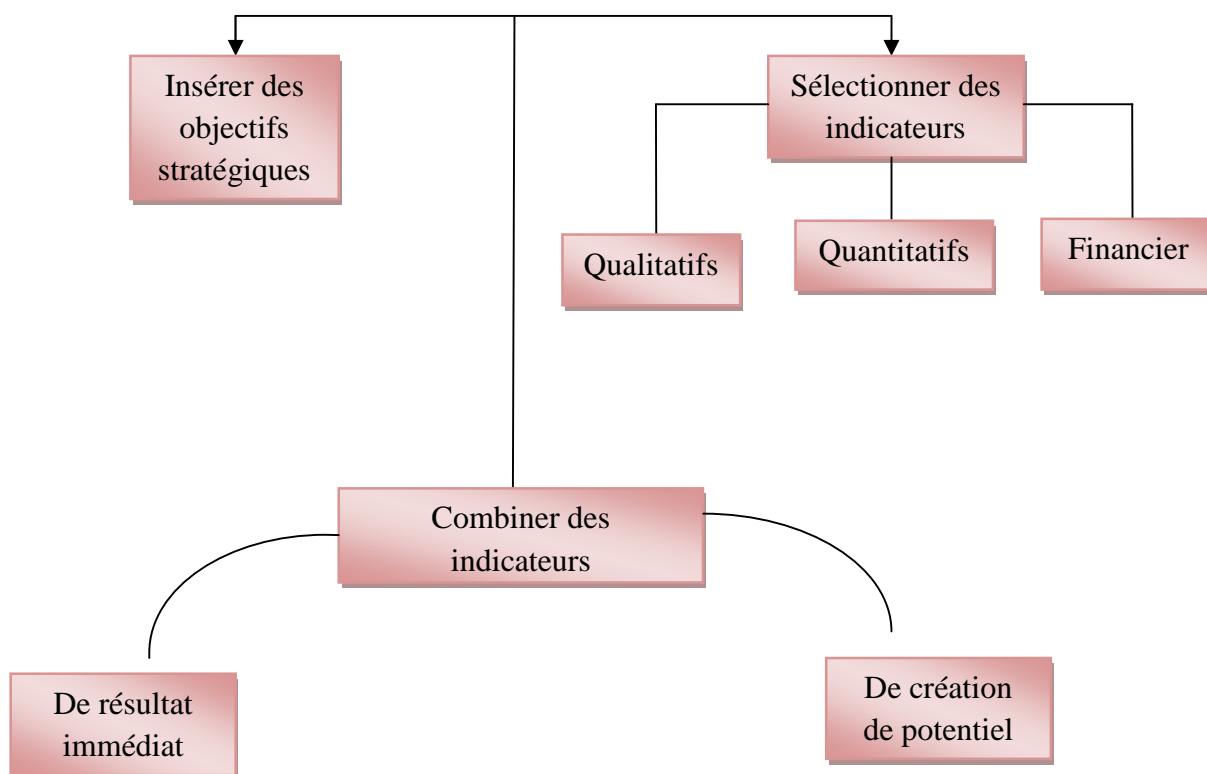 Insérer des
objectifs
stratégiques
Sélectionner des
indicateurs
Qualitatifs
Quantitatifs
Financier
Combiner des
indicateurs
De résultat
immédiat
De création
de potentiel